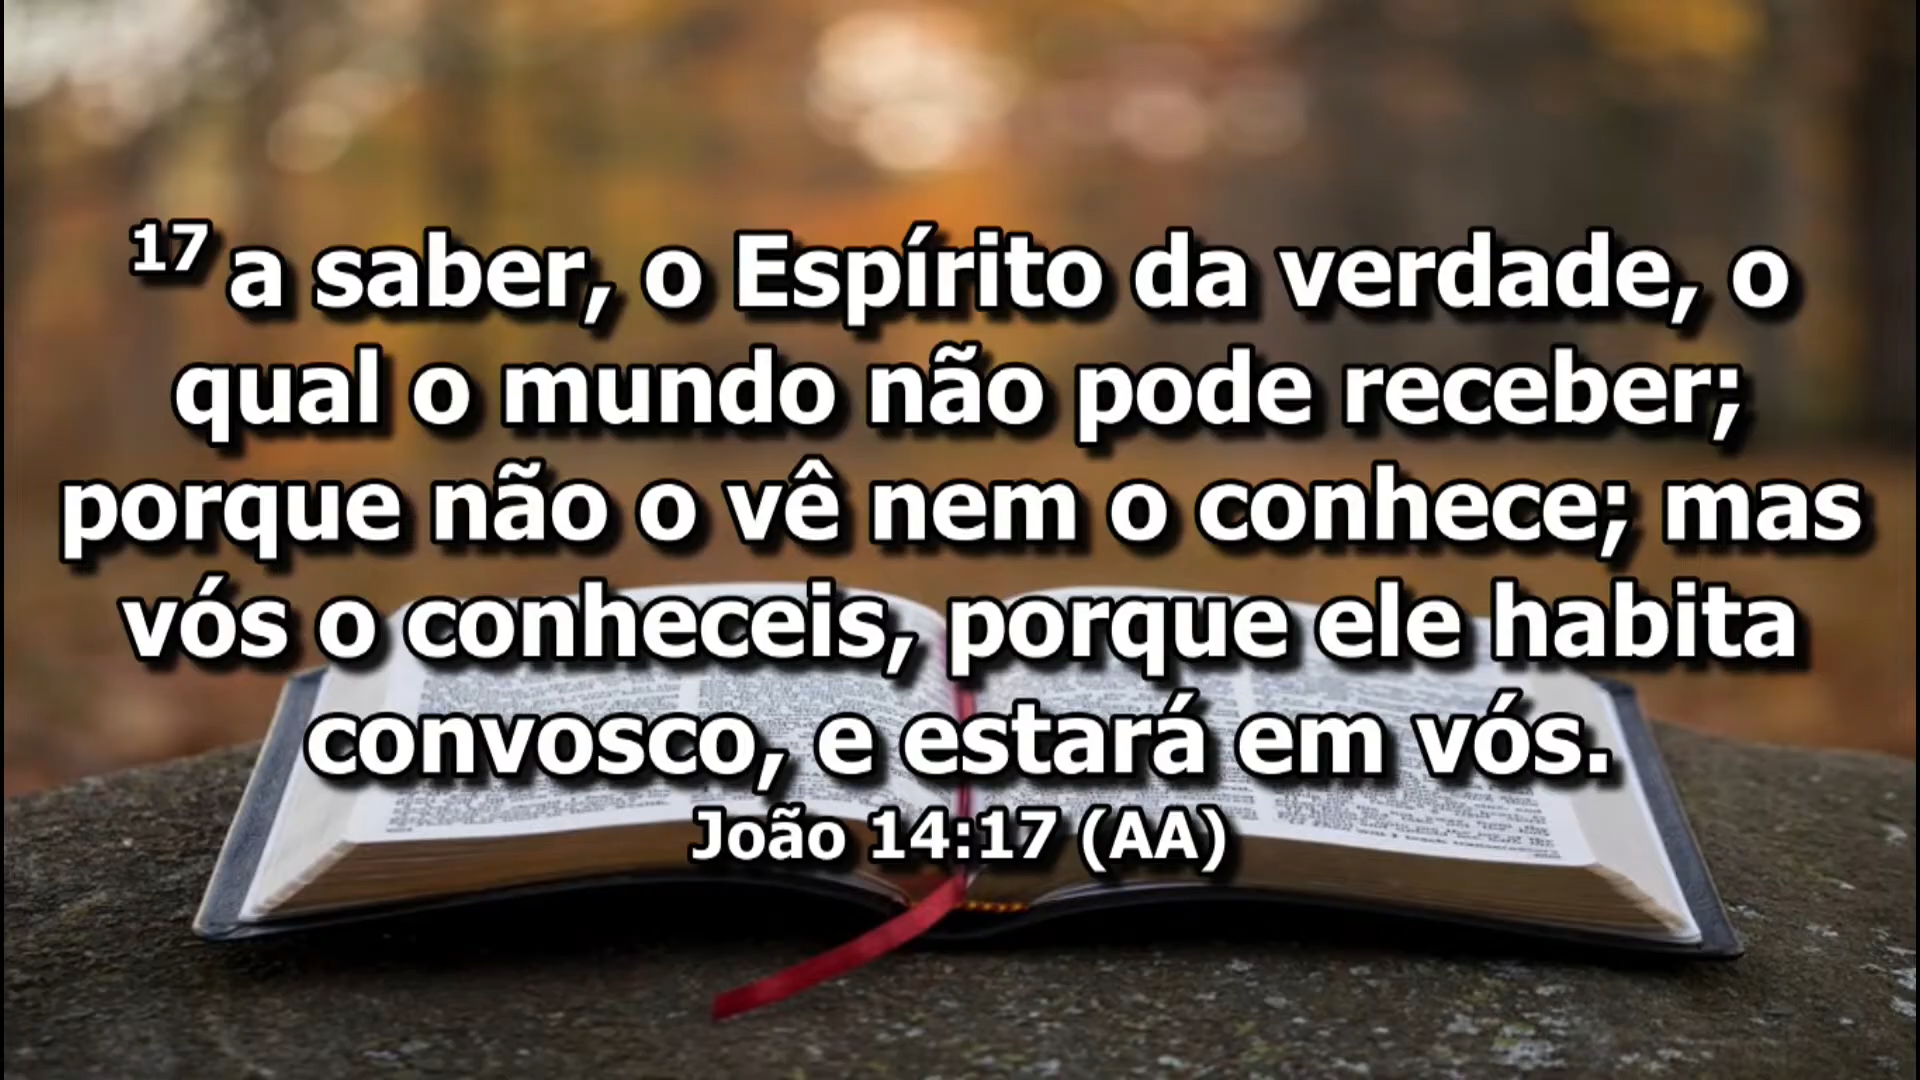 17 a saber, o Espírito da verdade, o
qual o mundo não pode receber;
porque não o vê nem o conhece; mas
vós o conheceis, porque ele habita
convosco, e estará em vós.
João 14:17 (AA)